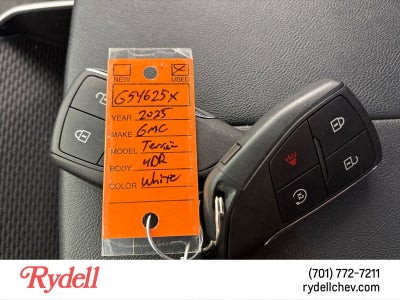 NEW USED
G54625X
YEAR 2025
MAKE GMC
MODEL Terrain
BODY 4DR
COLOR White
Rydell
(701) 772-7211
rydellchev.com